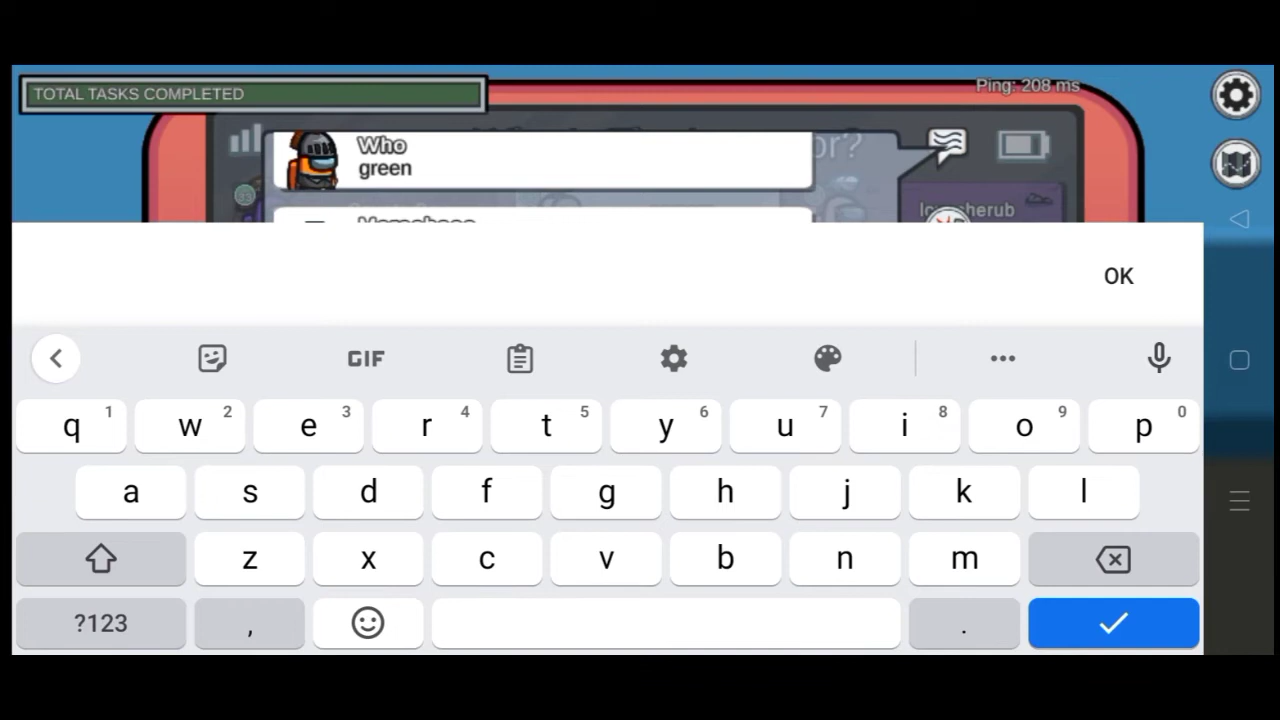 TOTAL TASKS COMPLETED
Ping: 208 ms
or?
Who
green
OK
GIF
q 1 w 2 e 3 r 4 t 5 y 6 u 7 i 8 o 9 p 0
a s d f g h j k l
z x c v b n m
?123 , .